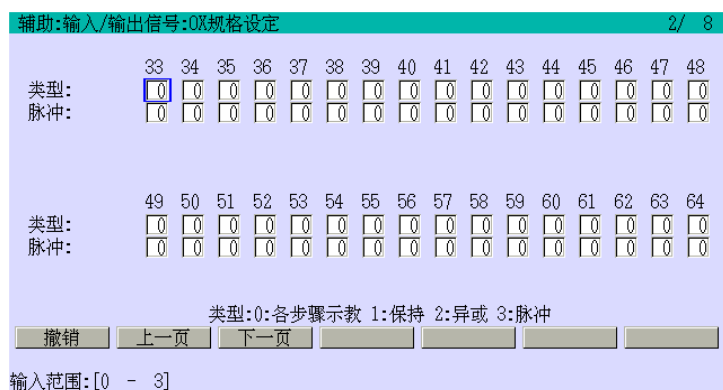 辅助:输入/输出信号:OX规格设定 2/ 8
33 34 35 36 37 38 39 40 41 42 43 44 45 46 47 48
类型: 0 0 0 0 0 0 0 0 0 0 0 0 0 0 0 0
脉冲: 0 0 0 0 0 0 0 0 0 0 0 0 0 0 0 0
49 50 51 52 53 54 55 56 57 58 59 60 61 62 63 64
类型: 0 0 0 0 0 0 0 0 0 0 0 0 0 0 0 0
脉冲: 0 0 0 0 0 0 0 0 0 0 0 0 0 0 0 0
类型:0:各步骤示教 1:保持 2:异或 3:脉冲
撤销 上一页 下一页
输入范围:[0 - 3]